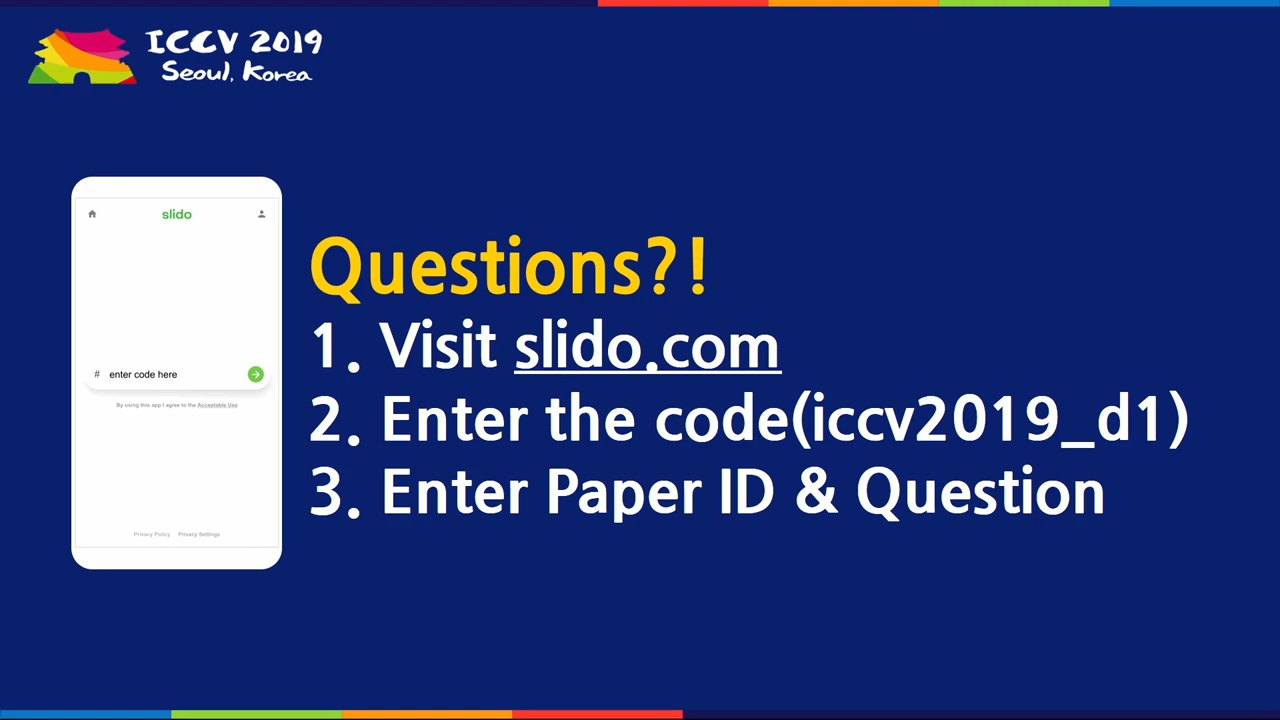 ICCV 2019
Seoul, Korea
slido
# enter code here
By using this app I agree to the Acceptable Use
Privacy Policy Privacy Settings
Questions?!
1. Visit slido.com
2. Enter the code(iccv2019_d1)
3. Enter Paper ID & Question